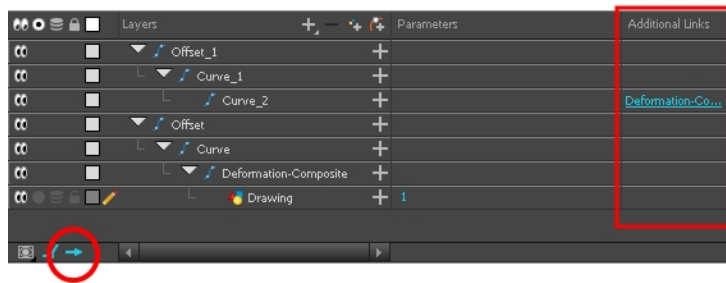 Layers Parameters Additional Links
Offset_1
Curve_1
Curve_2 Deformation-Co...
Offset
Curve
Deformation-Composite
Drawing 1